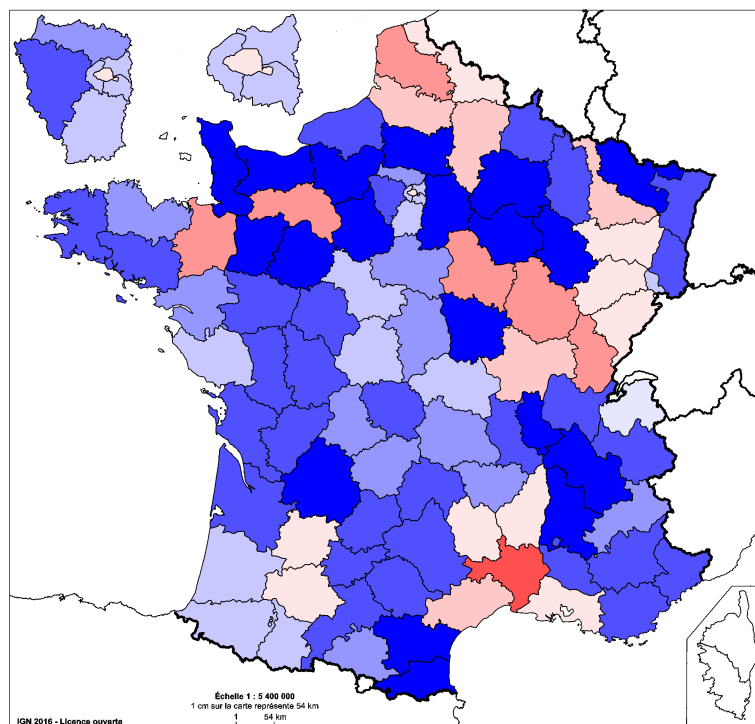 Échelle 1 : 5 400 000
1 cm sur la carte représente 54 km
1 54 km
IGN 2016 - Licence ouverte